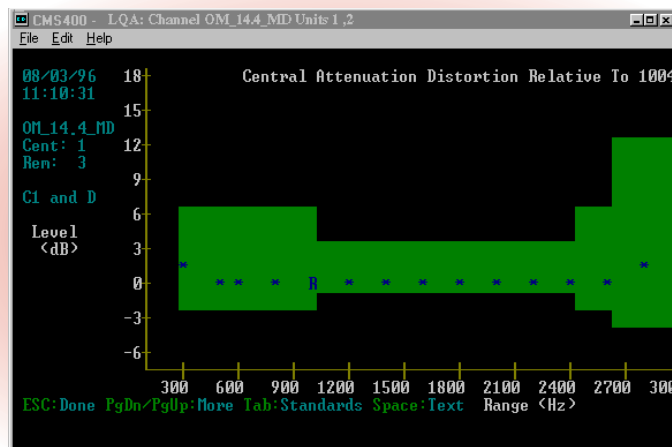 CMS400 - LQA: Channel OM_14.4_MD Units 1 ,2
File Edit Help
08/03/96
11:10:31
OM_14.4_MD
Cent: 1
Rem: 3
C1 and D
Level
(dB)
Central Attenuation Distortion Relative To 1004
18
15
12
9
6
3
0
-3
-6
R
300 600 900 1200 1500 1800 2100 2400 2700 300
ESC:Done PgDn/PgUp:More Tab:Standards Space:Text Range (Hz)